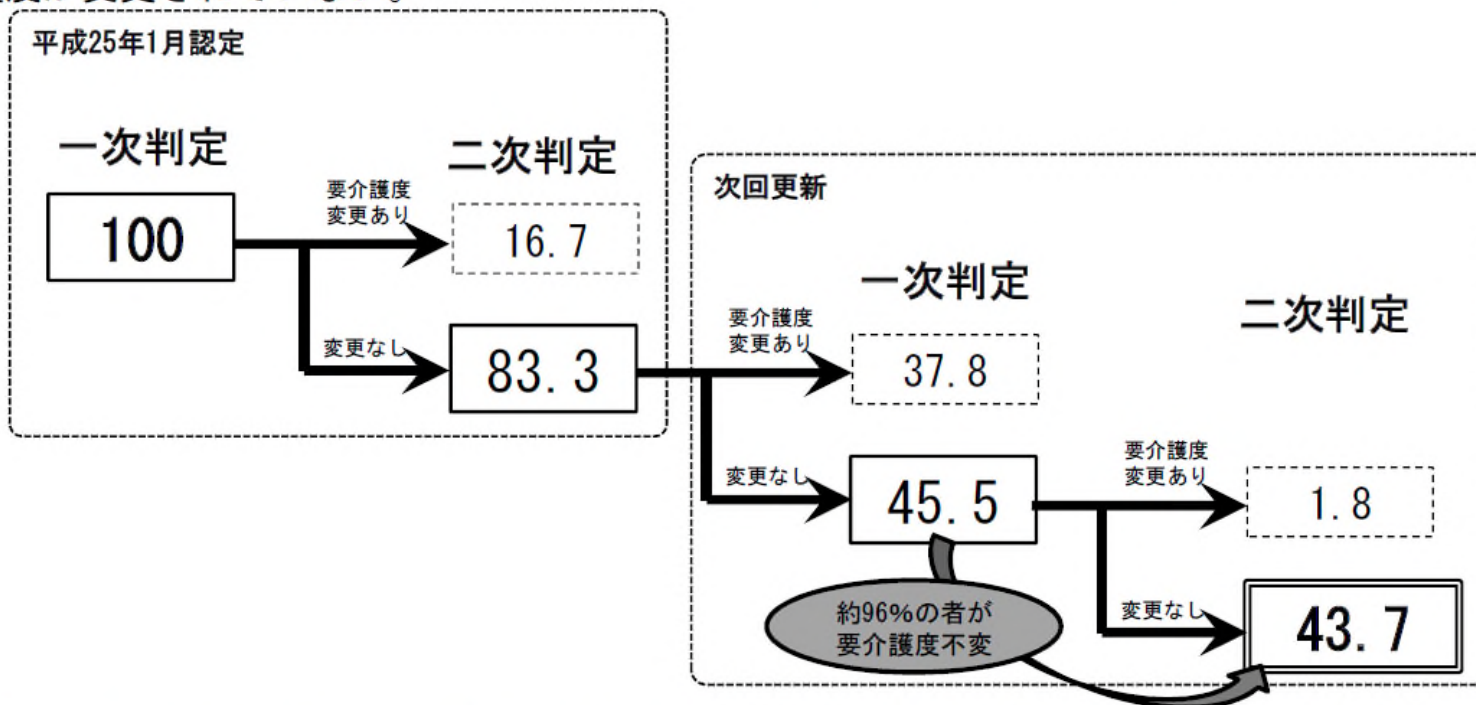 平成25年1月認定
一次判定
二次判定
100
要介護度
変更あり
16.7
変更なし
83.3
次回更新
一次判定
二次判定
要介護度
変更あり
37.8
変更なし
45.5
要介護度
変更あり
1.8
変更なし
43.7
約96%の者が
要介護度不変